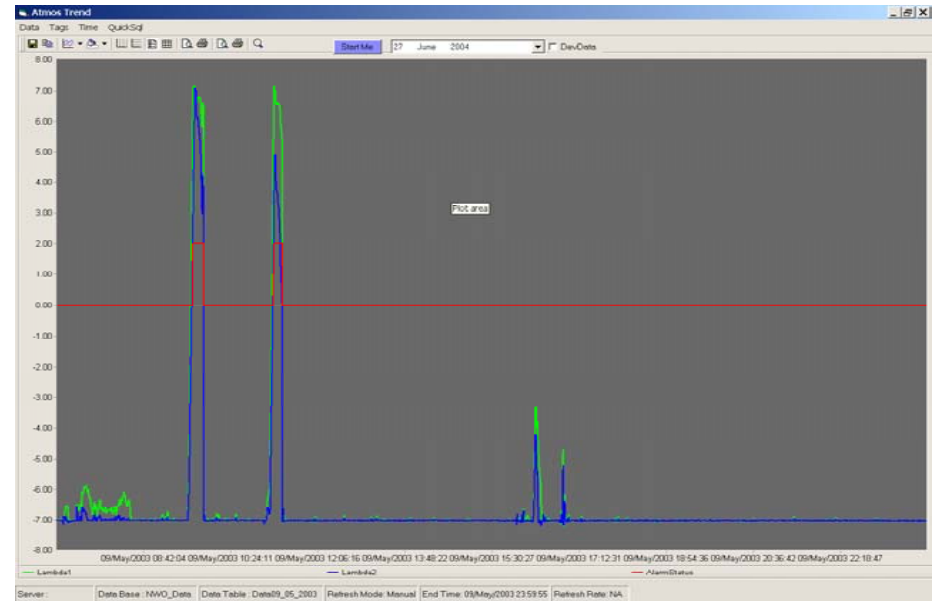 Atmos Trend
Data Tags Time QuickSql
Start Me 27 June 2004 DevData
8.00
7.00
6.00
5.00
4.00
3.00
2.00
1.00
0.00
-1.00
-2.00
-3.00
-4.00
-5.00
-6.00
-7.00
-8.00
Plot area
09/May/2003 08:42:04 09/May/2003 10:24:11 09/May/2003 12:06:16 09/May/2003 13:48:22 09/May/2003 15:30:27 09/May/2003 17:12:31 09/May/2003 18:54:36 09/May/2003 20:36:42 09/May/2003 22:18:47
Lambda1 Lambda2 AlarmStatus
Server : Data Base : NWO_Data Data Table : Data09_05_2003 Refresh Mode: Manual End Time: 09/May/2003 23:59:55 Refresh Rate: NA